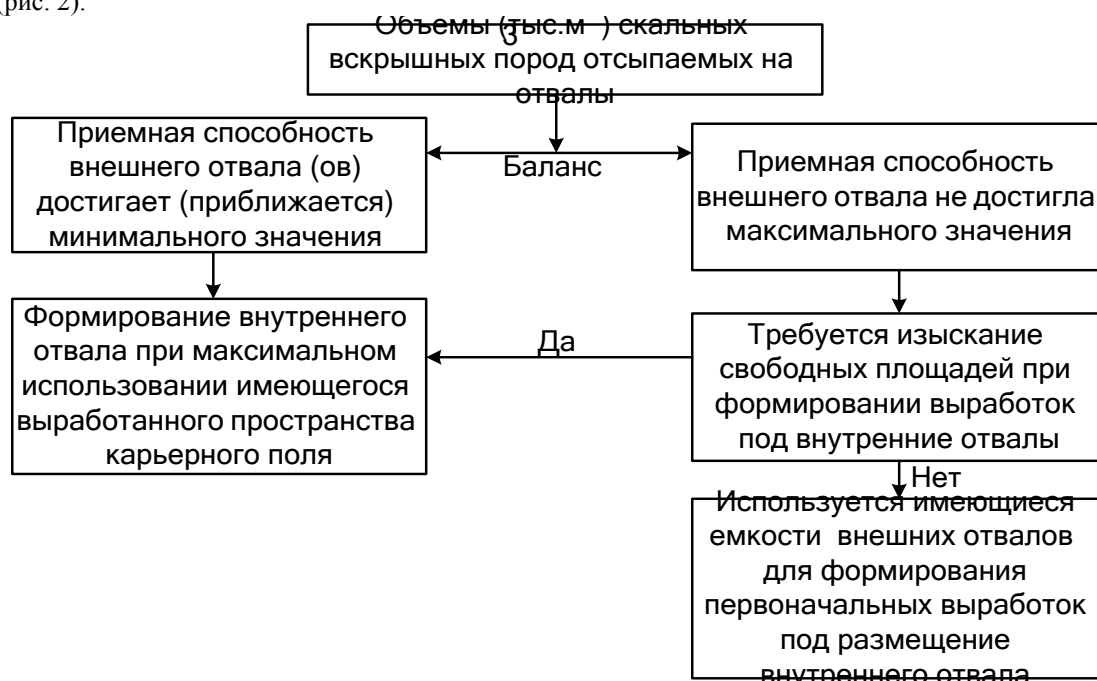 (рис. 2).
Объемы (тыс.м3) скальных
вскрышных пород отсыпаемых на
отвалы
Приемная способность
внешнего отвала (ов)
достигает (приближается)
минимального значения
Баланс
Приемная способность
внешнего отвала не достигла
максимального значения
Формирование внутреннего
отвала при максимальном
использовании имеющегося
выработанного пространства
карьерного поля
Да
Требуется изыскание
свободных площадей при
формировании выработок
под внутренние отвалы
Нет
Используется имеющиеся
емкости внешних отвалов
для формирования
первоначальных выработок
под размещение
внутреннего отвала